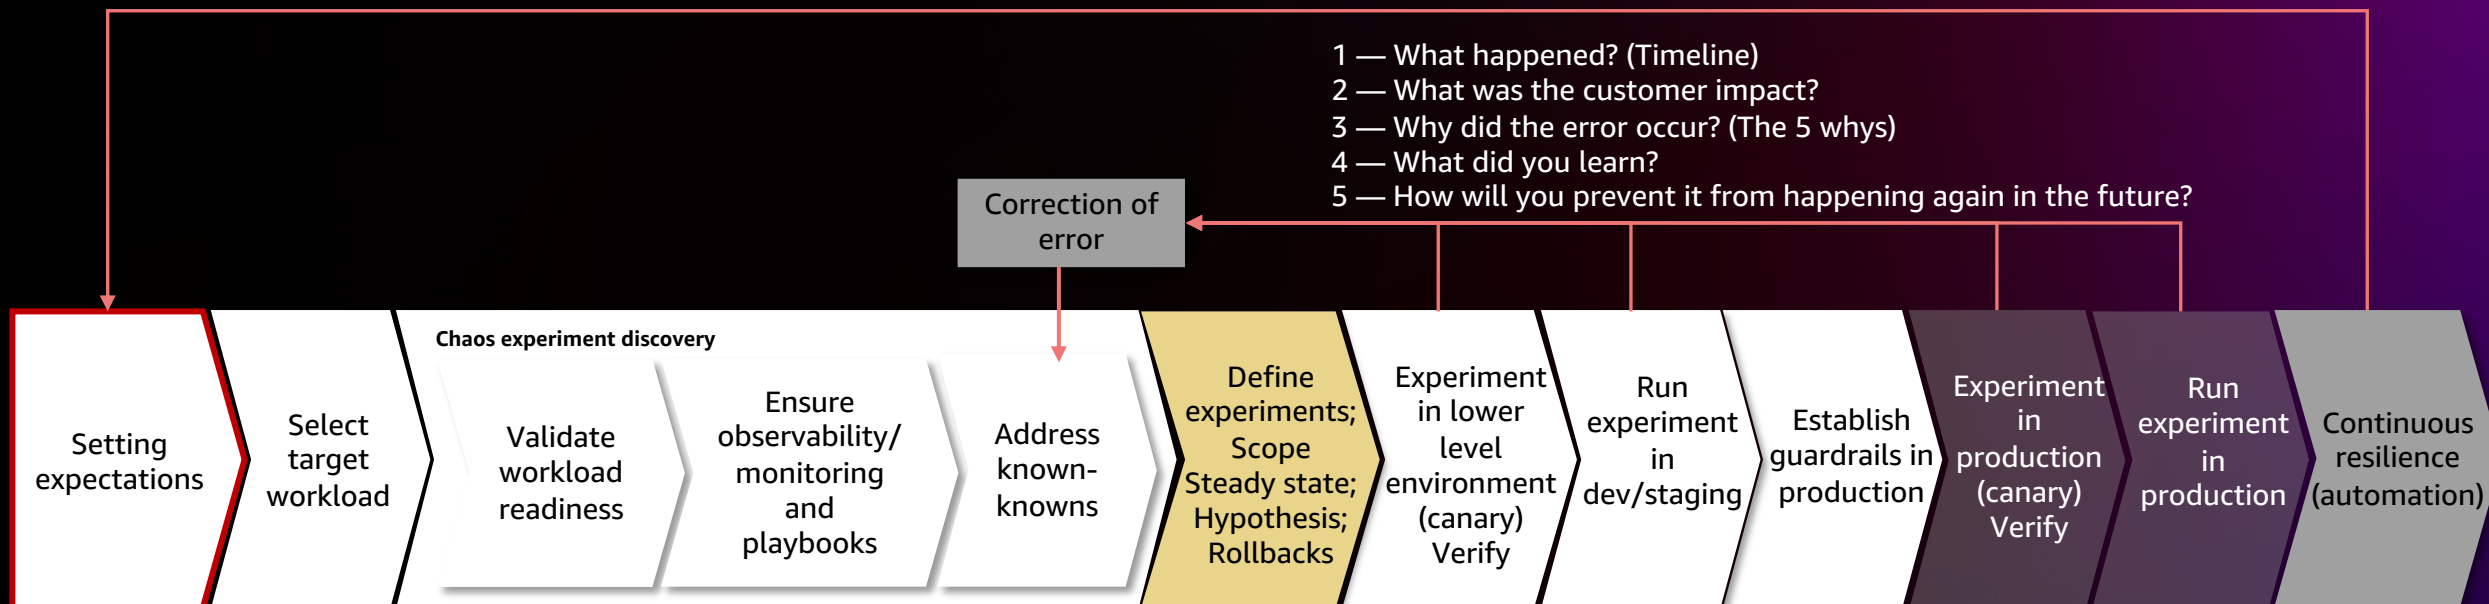 1 — What happened? (Timeline)
2 — What was the customer impact?
3 — Why did the error occur? (The 5 whys)
4 — What did you learn?
5 — How will you prevent it from happening again in the future?
Correction of
error
Setting
expectations
Select
target
workload
Chaos experiment discovery
Validate
workload
readiness
Ensure
observability/
monitoring
and
playbooks
Address
known-
knowns
Define
experiments;
Scope
Steady state;
Hypothesis;
Rollbacks
Experiment
in lower
level
environment
(canary)
Verify
Run
experiment
in
dev/staging
Establish
guardrails in
production
Experiment
in
production
(canary)
Verify
Run
experiment
in
production
Continuous
resilience
(automation)